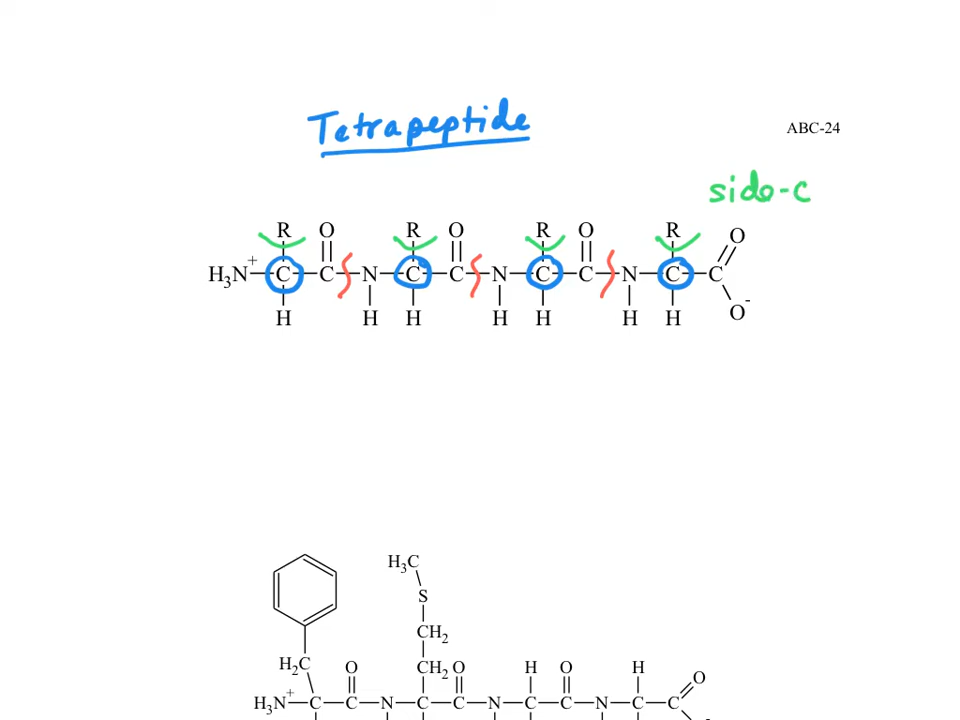 Tetrapeptide
ABC-24
side-c
R O R O R O R O
H3N+ C C N C C N C C N C C
H H H H H H H O-
H3C
S
CH2
H2C O CH2 O H O H O
H3N+ C C N C C N C C N C C -